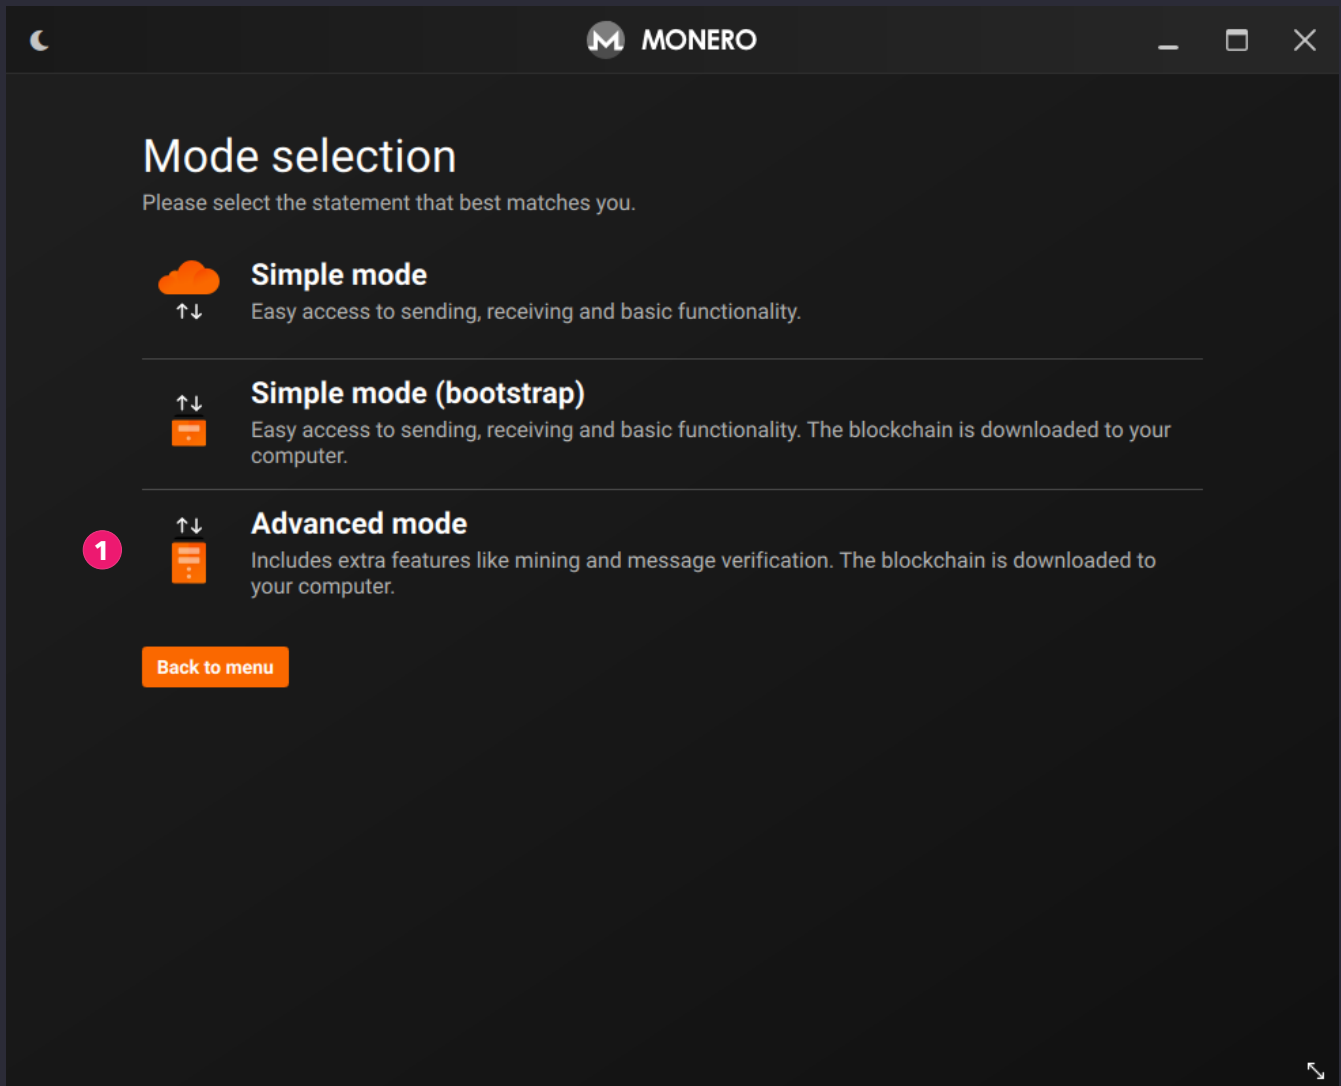 MONERO
Mode selection
Please select the statement that best matches you.
Simple mode
Easy access to sending, receiving and basic functionality.
Simple mode (bootstrap)
Easy access to sending, receiving and basic functionality. The blockchain is downloaded to your
computer.
1
Advanced mode
Includes extra features like mining and message verification. The blockchain is downloaded to
your computer.
Back to menu